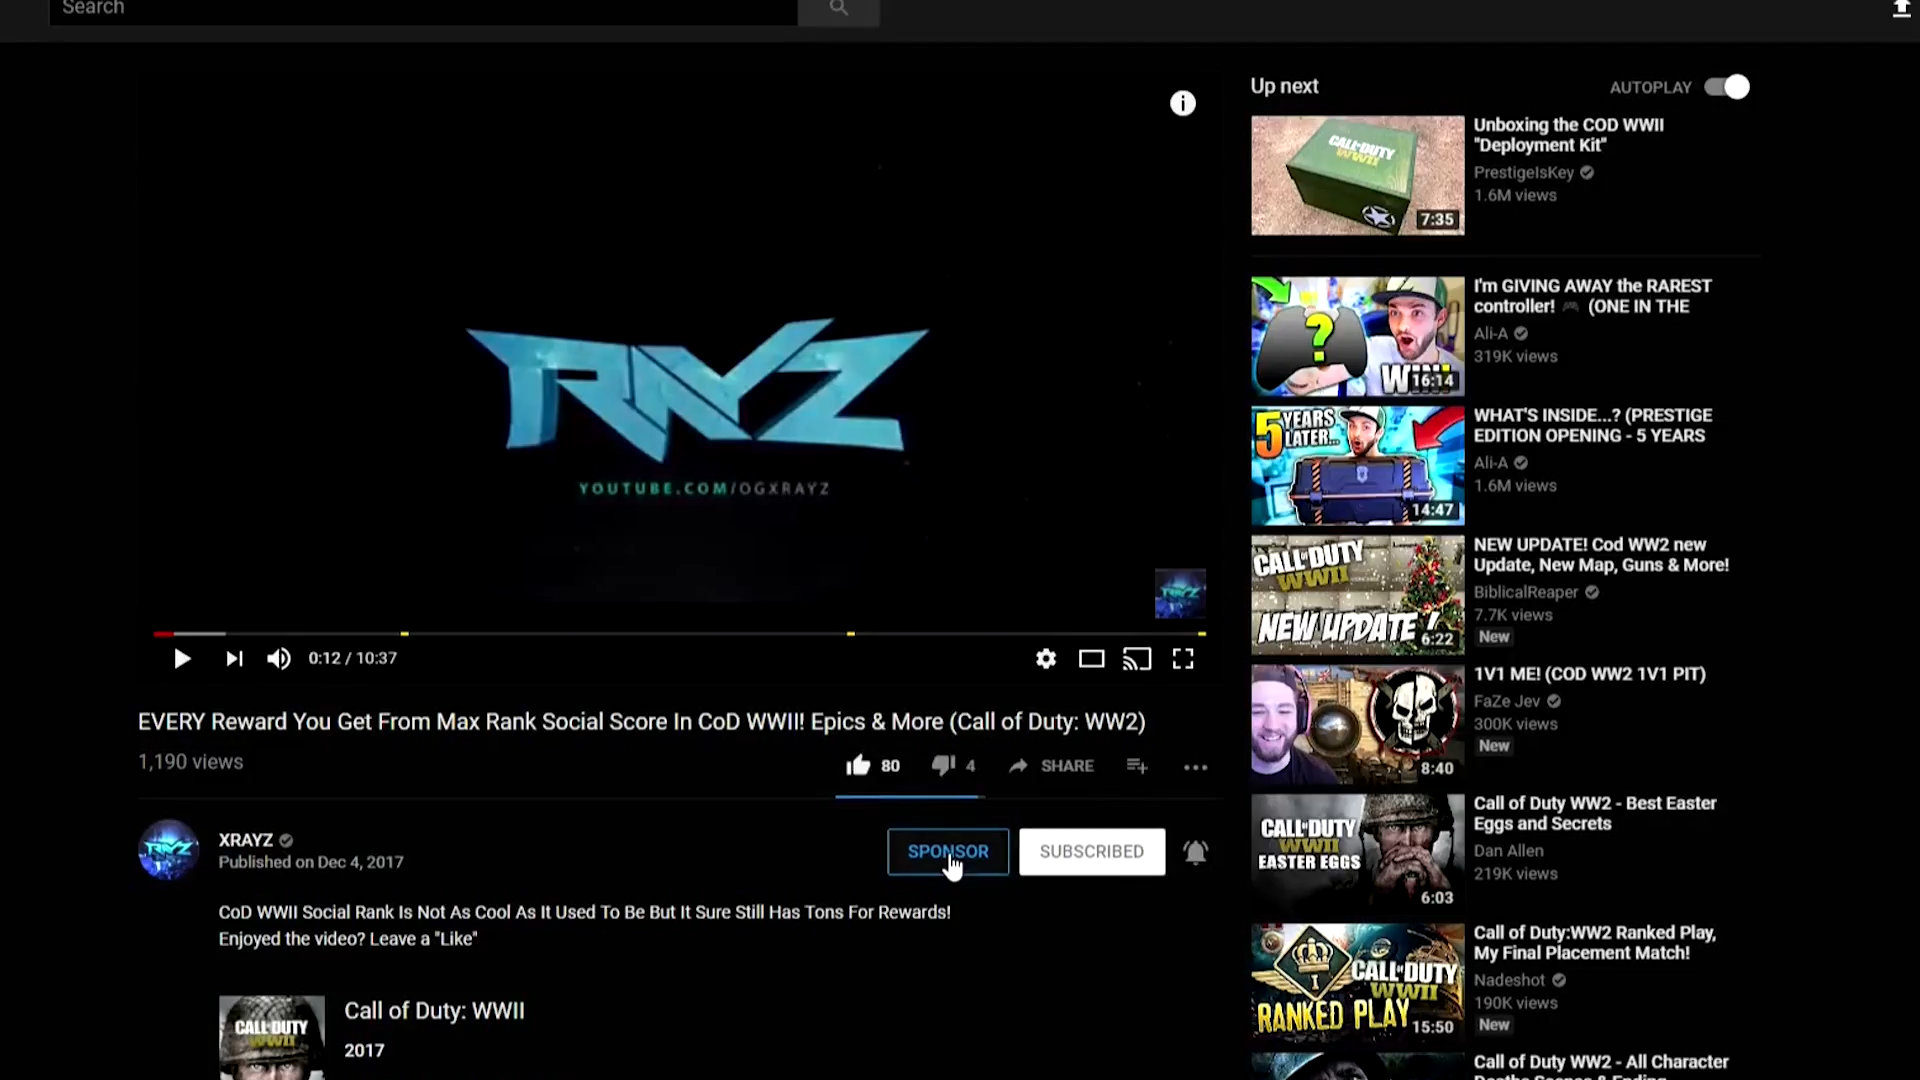 Search
RAYZ
YOUTUBE.COM/OGXRAYZ
0:12 / 10:37
EVERY Reward You Get From Max Rank Social Score In CoD WWII! Epics & More (Call of Duty: WW2)
1,190 views
80
4
SHARE
XRAYZ
Published on Dec 4, 2017
SPONSOR
SUBSCRIBED
CoD WWII Social Rank Is Not As Cool As It Used To Be But It Sure Still Has Tons For Rewards!
Enjoyed the video? Leave a "Like"
CALL OF DUTY
WWII
Call of Duty: WWII
2017
Up next
AUTOPLAY
CALL OF DUTY
WWII
7:35
Unboxing the COD WWII
"Deployment Kit"
PrestigeIsKey
1.6M views
?
WIN!
16:14
I'm GIVING AWAY the RAREST
controller! 🎮 (ONE IN THE
Ali-A
319K views
5 YEARS
LATER...
14:47
WHAT'S INSIDE...? (PRESTIGE
EDITION OPENING - 5 YEARS
Ali-A
1.6M views
CALL OF DUTY
WWII
NEW UPDATE!
6:22
NEW UPDATE! Cod WW2 new
Update, New Map, Guns & More!
BiblicalReaper
7.7K views
New
8:40
1V1 ME! (COD WW2 1V1 PIT)
FaZe Jev
300K views
New
CALL OF DUTY
WWII
EASTER EGGS
6:03
Call of Duty WW2 - Best Easter
Eggs and Secrets
Dan Allen
219K views
I
CALL OF DUTY
WWII
RANKED PLAY
15:50
Call of Duty:WW2 Ranked Play,
My Final Placement Match!
Nadeshot
190K views
New
Call of Duty WW2 - All Character